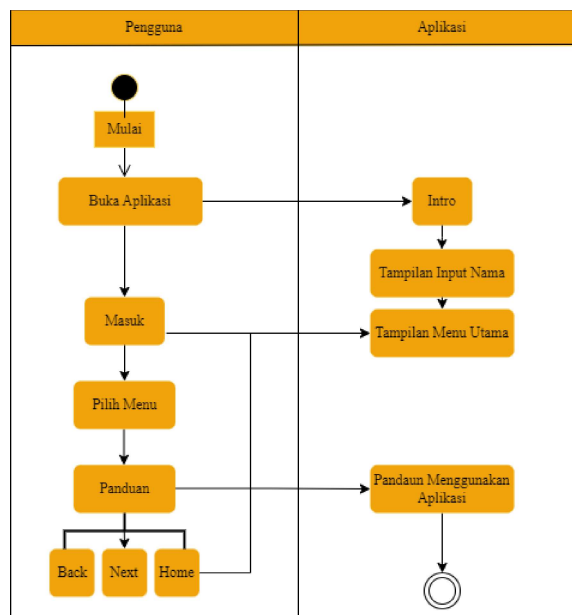 Pengguna
Aplikasi
Mulai
Buka Aplikasi
Intro
Tampilan Input Nama
Masuk
Tampilan Menu Utama
Pilih Menu
Panduan
Pandaun Menggunakan
Aplikasi
Back
Next
Home